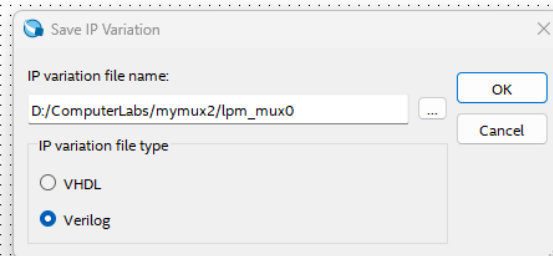 Save IP Variation
IP variation file name:
OK
D:/ComputerLabs/mymux2/lpm_mux0
...
Cancel
IP variation file type
VHDL
Verilog